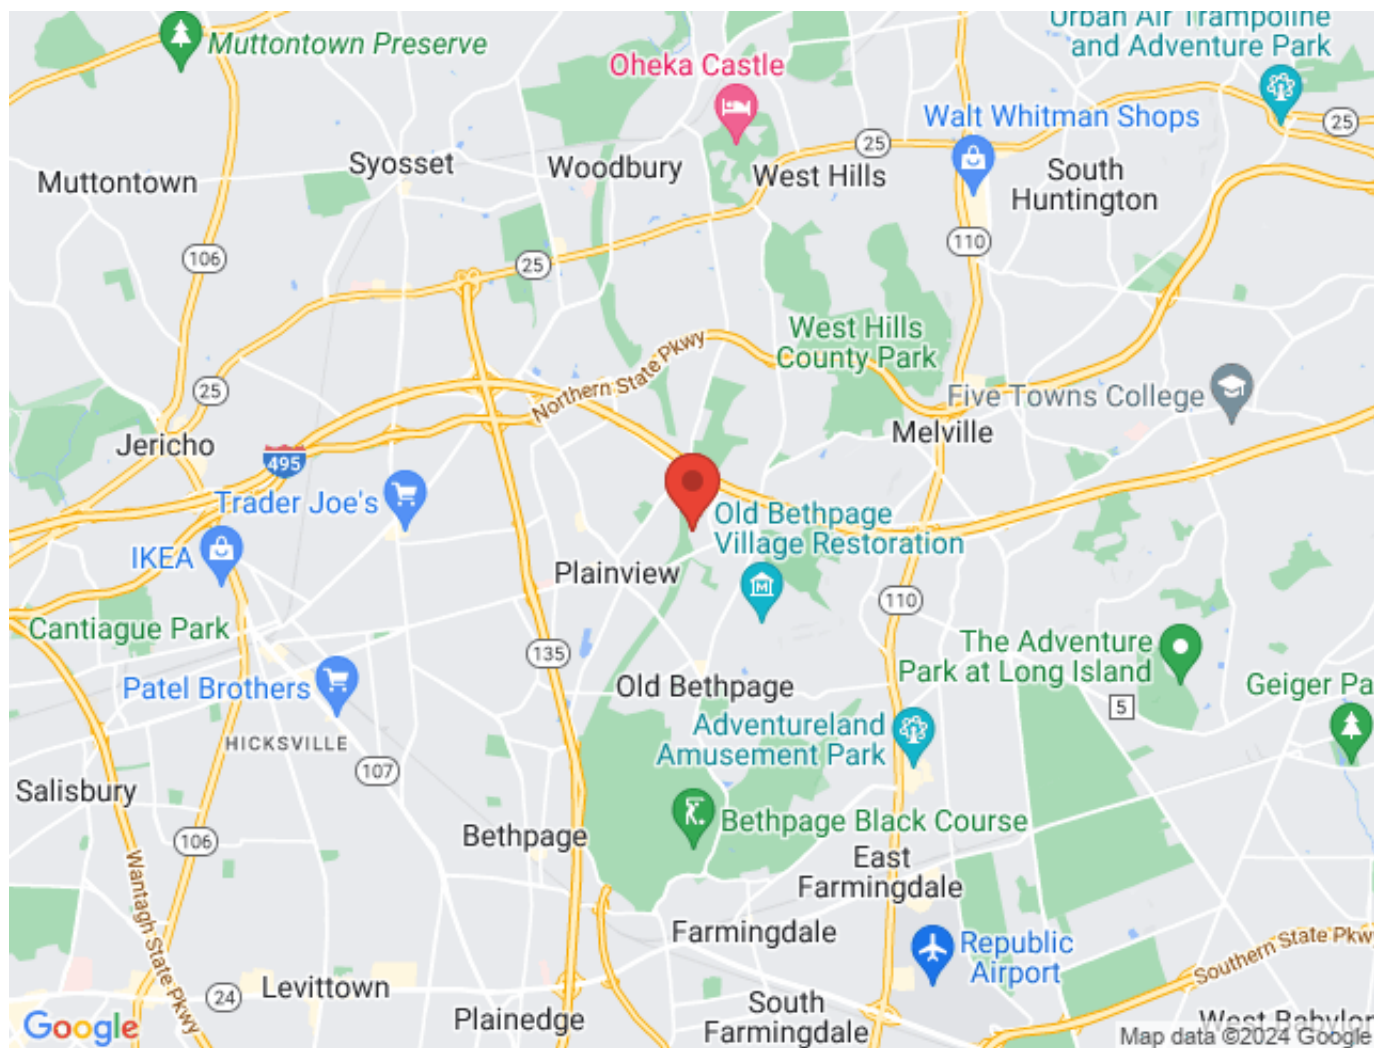 Urban Air Trampoline
and Adventure Park
Muttontown Preserve
Oheka Castle
Walt Whitman Shops
25
25
Syosset
Woodbury
West Hills
South
Huntington
Muttontown
110
106
25
West Hills
County Park
Northern State Pkwy
25
Five Towns College
Melville
Jericho
495
Trader Joe's
Old Bethpage
Village Restoration
IKEA
Plainview
110
Cantiague Park
The Adventure
Park at Long Island
135
Patel Brothers
Old Bethpage
Geiger Pa
5
Adventureland
Amusement Park
HICKSVILLE
107
Salisbury
Bethpage Black Course
Bethpage
106
East
Farmingdale
Wantagh State Pkwy
Farmingdale
Republic
Airport
Southern State Pkwy
Levittown
24
South
Farmingdale
Plainedge
West Babylon
Google
Map data ©2024 Google